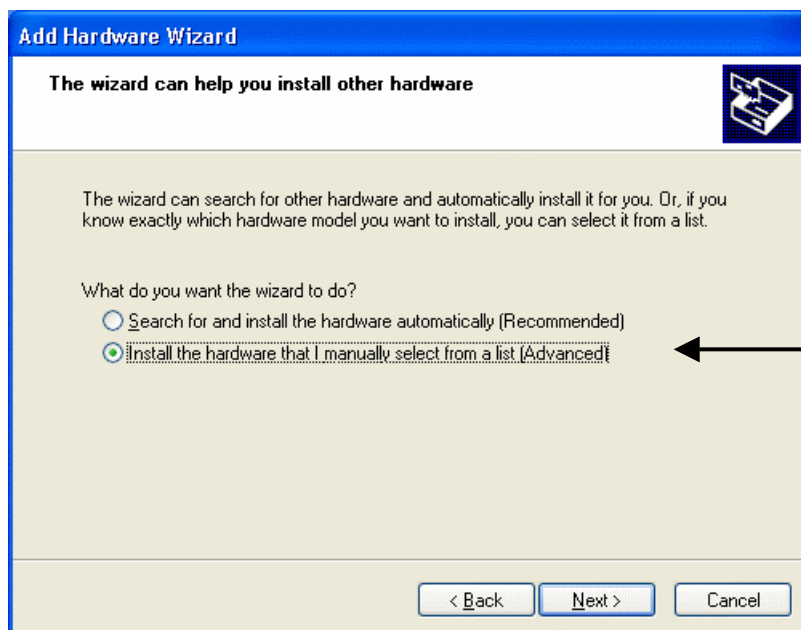 Add Hardware Wizard
The wizard can help you install other hardware
The wizard can search for other hardware and automatically install it for you. Or, if you
know exactly which hardware model you want to install, you can select it from a list.
What do you want the wizard to do?
Search for and install the hardware automatically (Recommended)
Install the hardware that I manually select from a list (Advanced)
< Back Next > Cancel